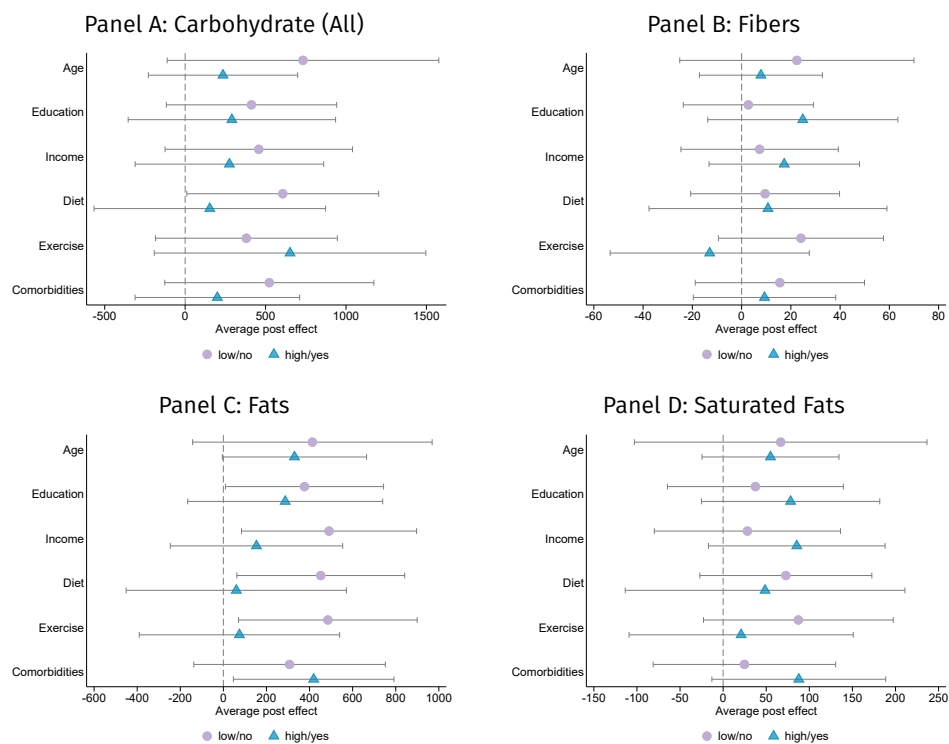 Panel A: Carbohydrate (All)
Age
Education
Income
Diet
Exercise
Comorbidities
-500 0 500 1000 1500
Average post effect
low/no high/yes
Panel B: Fibers
Age
Education
Income
Diet
Exercise
Comorbidities
-60 -40 -20 0 20 40 60 80
Average post effect
low/no high/yes
Panel C: Fats
Age
Education
Income
Diet
Exercise
Comorbidities
-600 -400 -200 0 200 400 600 800 1000
Average post effect
low/no high/yes
Panel D: Saturated Fats
Age
Education
Income
Diet
Exercise
Comorbidities
-150 -100 -50 0 50 100 150 200 250
Average post effect
low/no high/yes